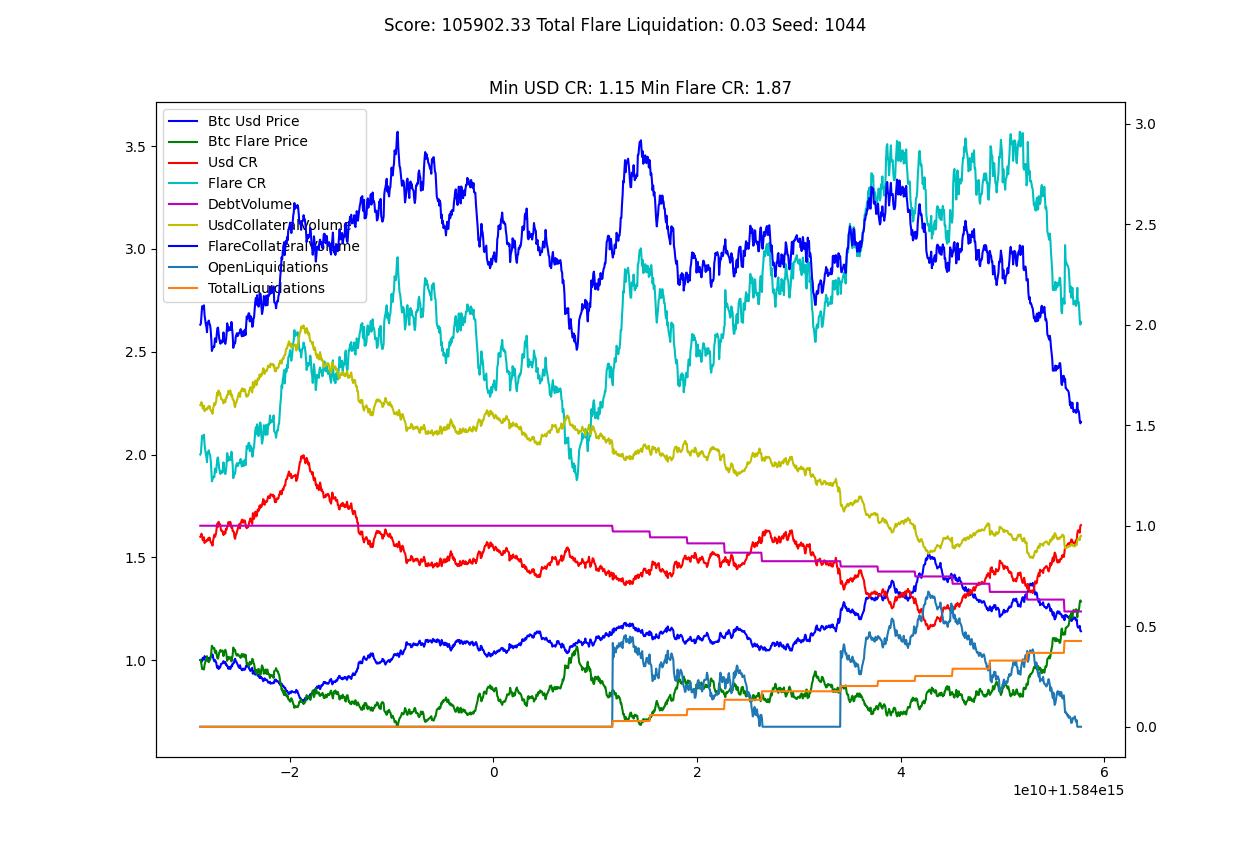 Score: 105902.33 Total Flare Liquidation: 0.03 Seed: 1044
Min USD CR: 1.15 Min Flare CR: 1.87
Btc Usd Price
Btc Flare Price
Usd CR
Flare CR
DebtVolume
UsdCollateralVolume
FlareCollateralVolume
OpenLiquidations
TotalLiquidations
3.5
3.0
2.5
2.0
1.5
1.0
3.0
2.5
2.0
1.5
1.0
0.5
0.0
−2 0 2 4 6
1e10+1.584e15